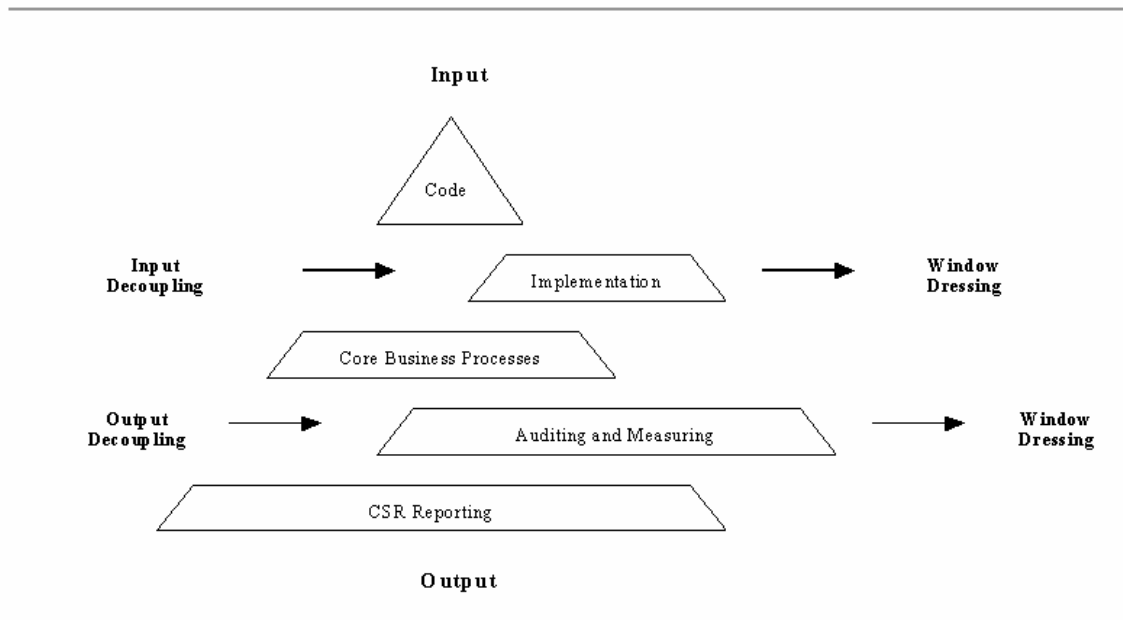 Input
Code
Input
Decoupling
Implementation
Window
Dressing
Core Business Processes
Output
Decoupling
Auditing and Measuring
Window
Dressing
CSR Reporting
Output